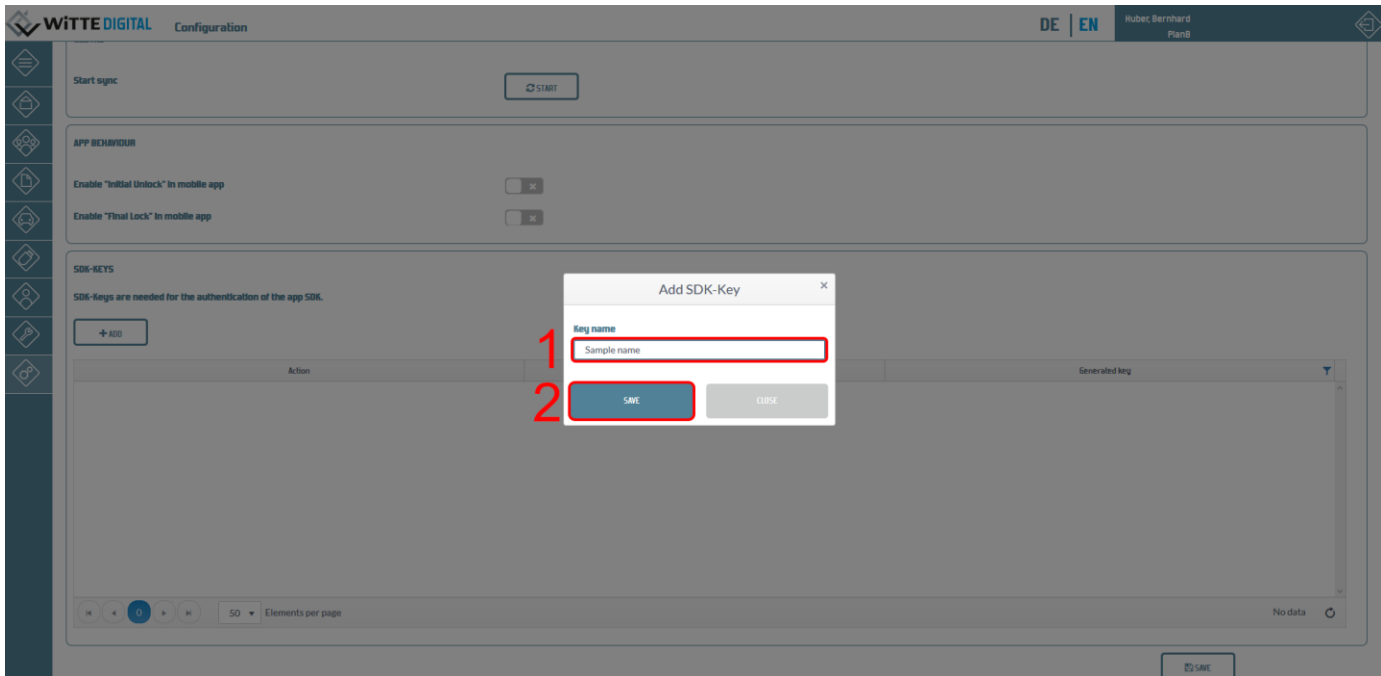 WiTTE DIGITAL Configuration DE | EN Huber, Bernhard
Plan8
Start sync START
APP BEHAVIOUR
Enable "Initial Unlock" in mobile app
Enable "Final Lock" in mobile app
SDK-KEYS
SDK-Keys are needed for the authentication of the app SDK.
+ ADD
Action Generated key
Add SDK-Key ×
Key name
1 Sample name
2 SAVE CLOSE
0 50 Elements per page No data
SAVE